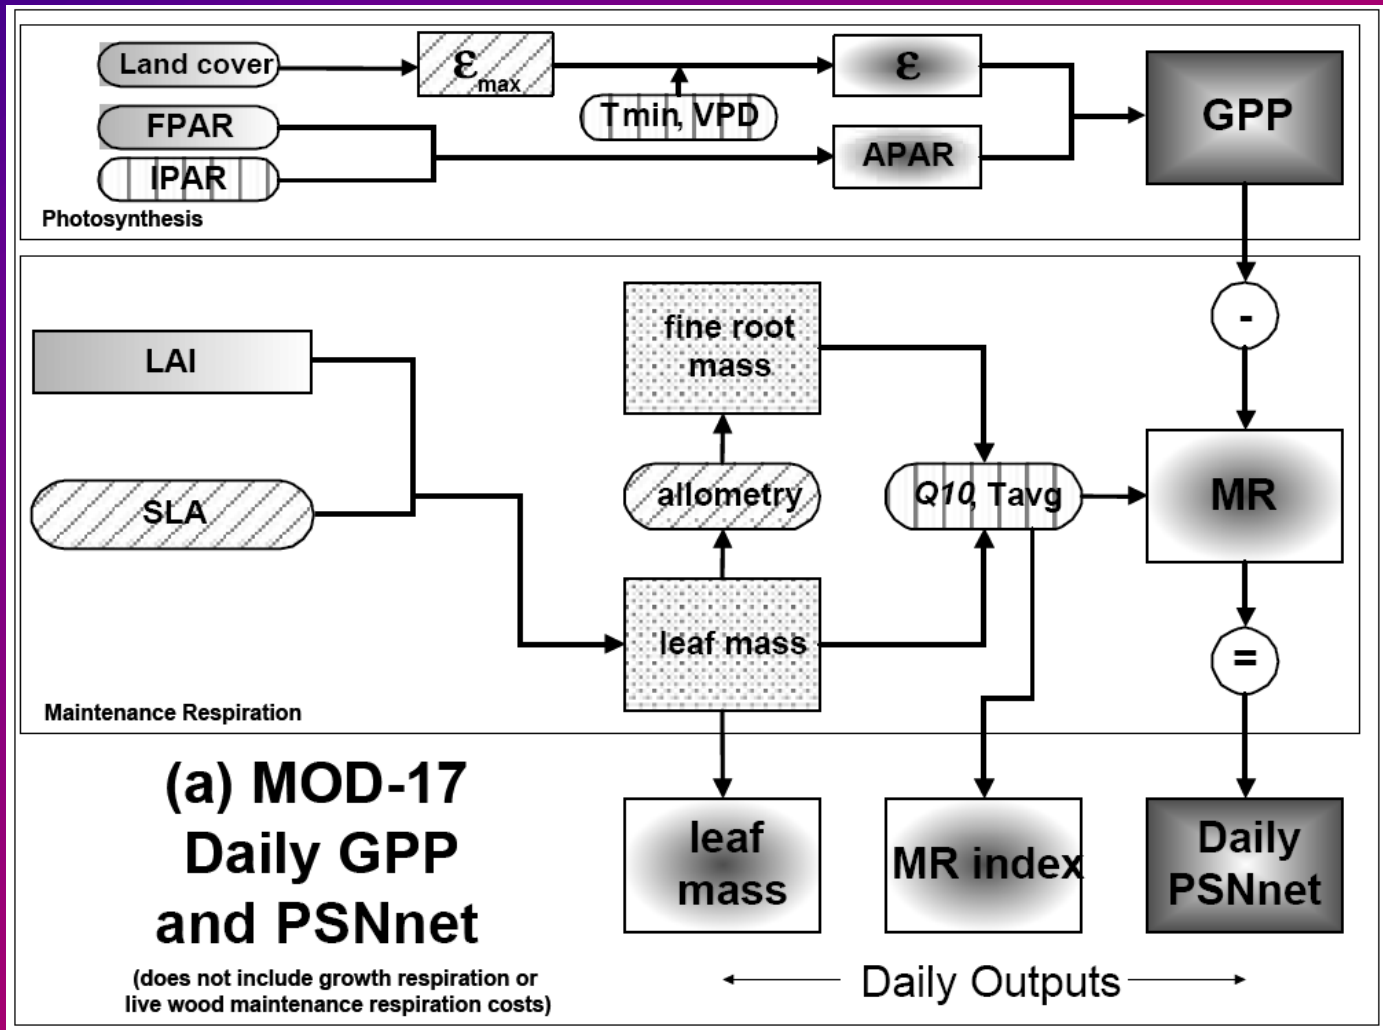 Land cover
εmax
ε
GPP
Tmin, VPD
FPAR
APAR
IPAR
Photosynthesis
-
fine root
mass
LAI
SLA
allometry
Q10, Tavg
MR
leaf mass
=
Maintenance Respiration
(a) MOD-17
Daily GPP
and PSNnet
(does not include growth respiration or
live wood maintenance respiration costs)
leaf
mass
MR index
Daily
PSNnet
Daily Outputs